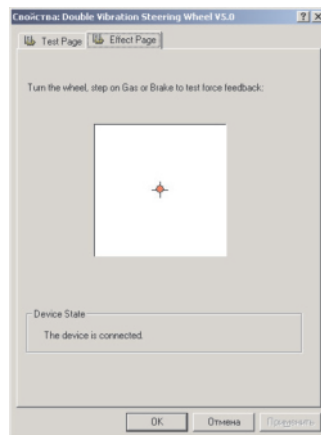 Свойства: Double Vibration Steering Wheel V5.0
Test Page Effect Page
Turn the wheel, step on Gas or Brake to test force feedback:
Device State
The device is connected.
OK Отмена Применить